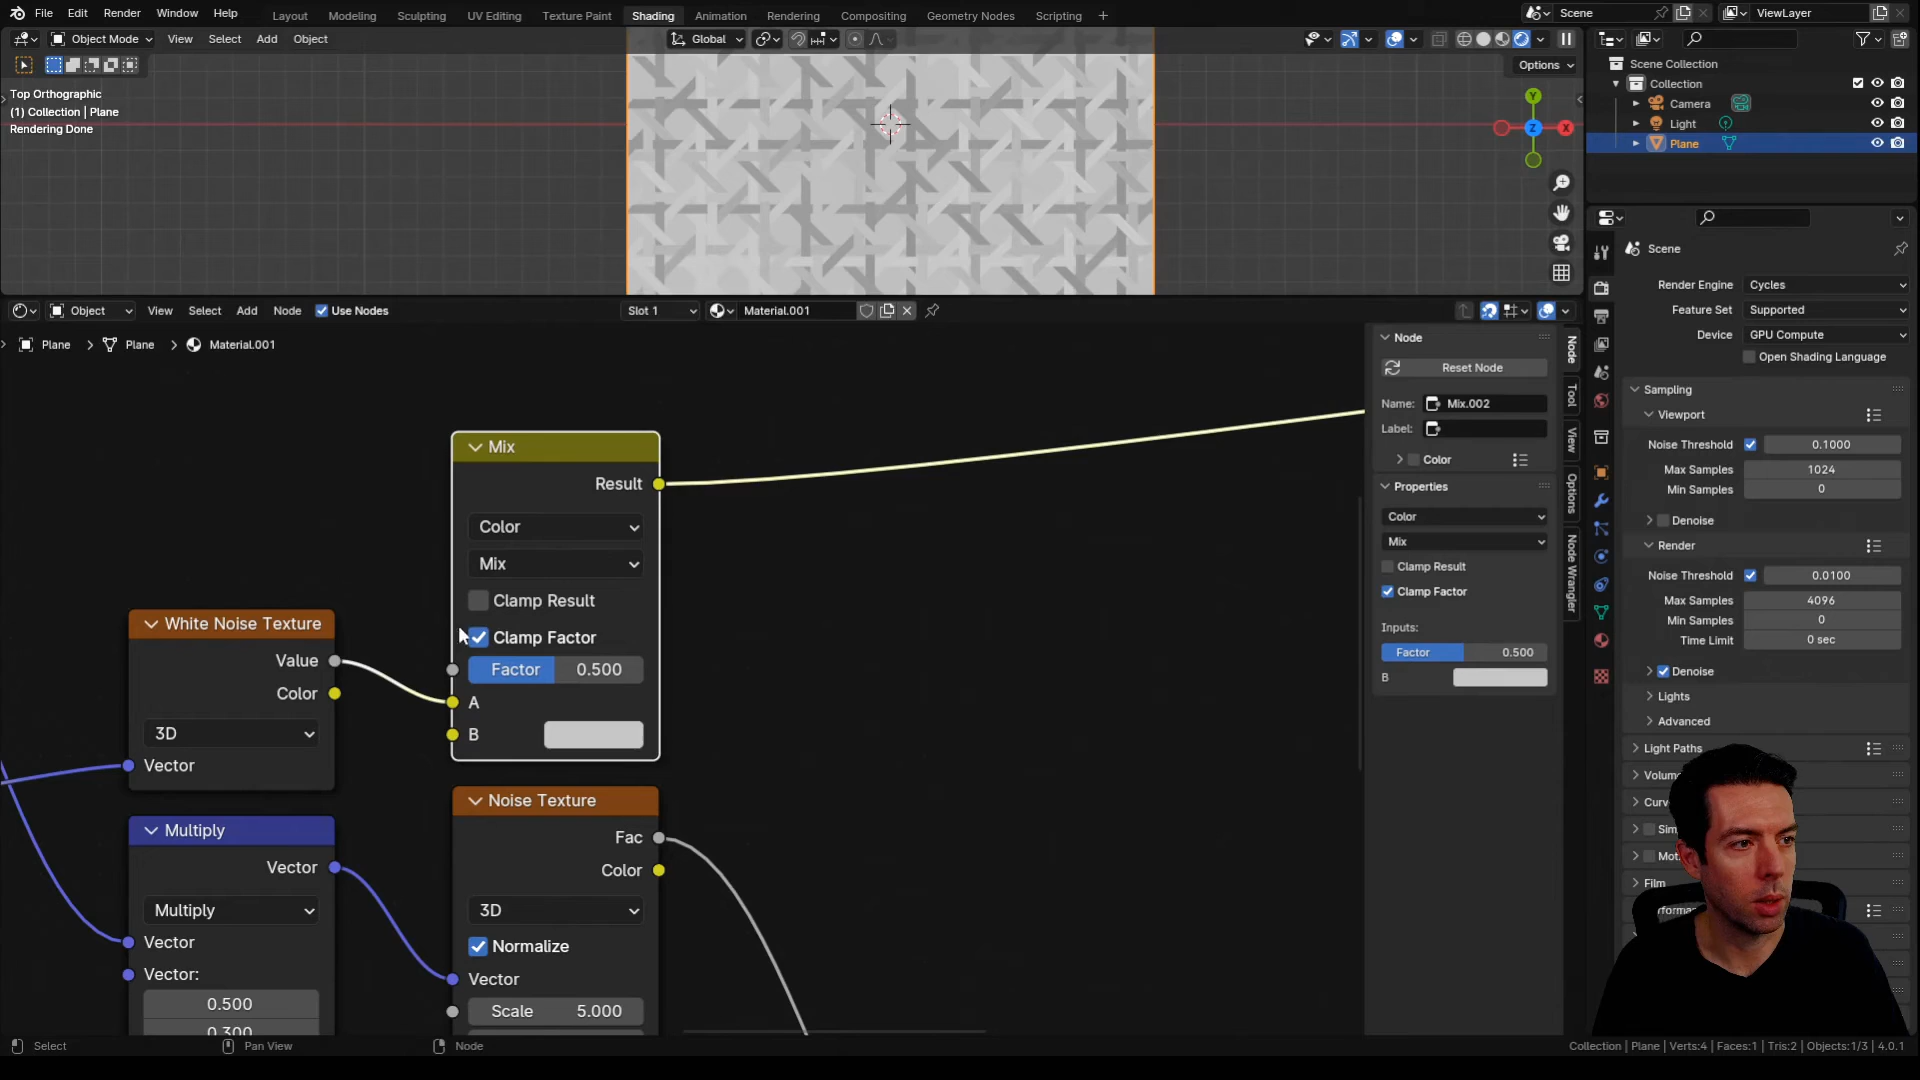 File Edit Render Window Help Layout Modeling Sculpting UV Editing Texture Paint Shading Animation Rendering Compositing Geometry Nodes Scripting +
Scene ViewLayer
Object Mode View Select Add Object Global
Options
Top Orthographic
(1) Collection | Plane
Rendering Done
Y
Z
X
Scene Collection
Collection
Camera
Light
Plane
Object View Select Add Node Use Nodes Slot 1 Material.001
Plane > Plane > Material.001
Mix
Result
Color
Mix
Clamp Result
Clamp Factor
Factor 0.500
A
B
White Noise Texture
Value
Color
3D
Vector
Multiply
Vector
Multiply
Vector
Vector:
0.500
0.300
Noise Texture
Fac
Color
3D
Normalize
Vector
Scale 5.000
Node
Reset Node
Name: Mix.002
Label:
Color
Properties
Color
Mix
Clamp Result
Clamp Factor
Inputs:
Factor 0.500
B
Node
Tool
View
Options
Node Wrangler
Scene
Render Engine Cycles
Feature Set Supported
Device GPU Compute
Open Shading Language
Sampling
Viewport
Noise Threshold 0.1000
Max Samples 1024
Min Samples 0
Denoise
Render
Noise Threshold 0.0100
Max Samples 4096
Min Samples 0
Time Limit 0 sec
Denoise
Lights
Advanced
Light Paths
Film
Select Pan View Node
Collection | Plane | Verts:4 | Faces:1 | Tris:2 | Objects:1/3 | 4.0.1